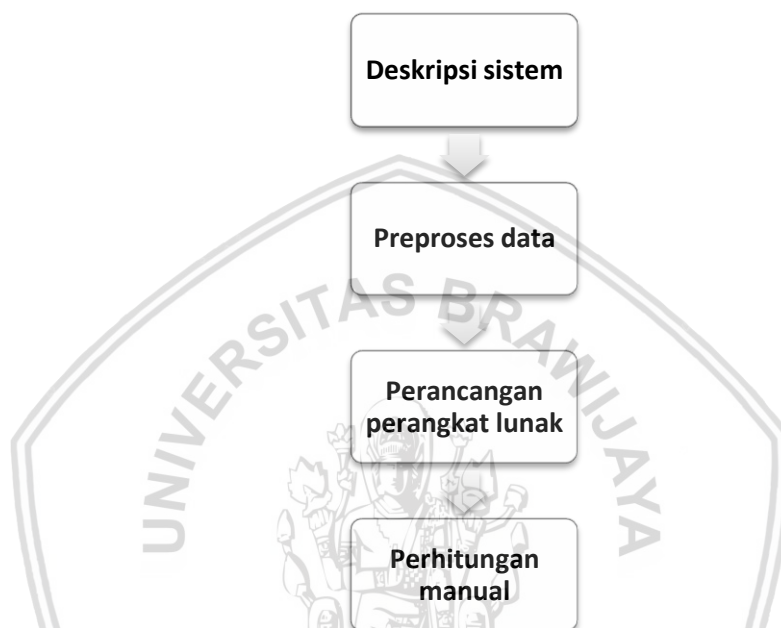 Deskripsi sistem
Preproses data
UNIVERSITAS BRAWIJAYA
Perancangan
perangkat lunak
Perhitungan
manual